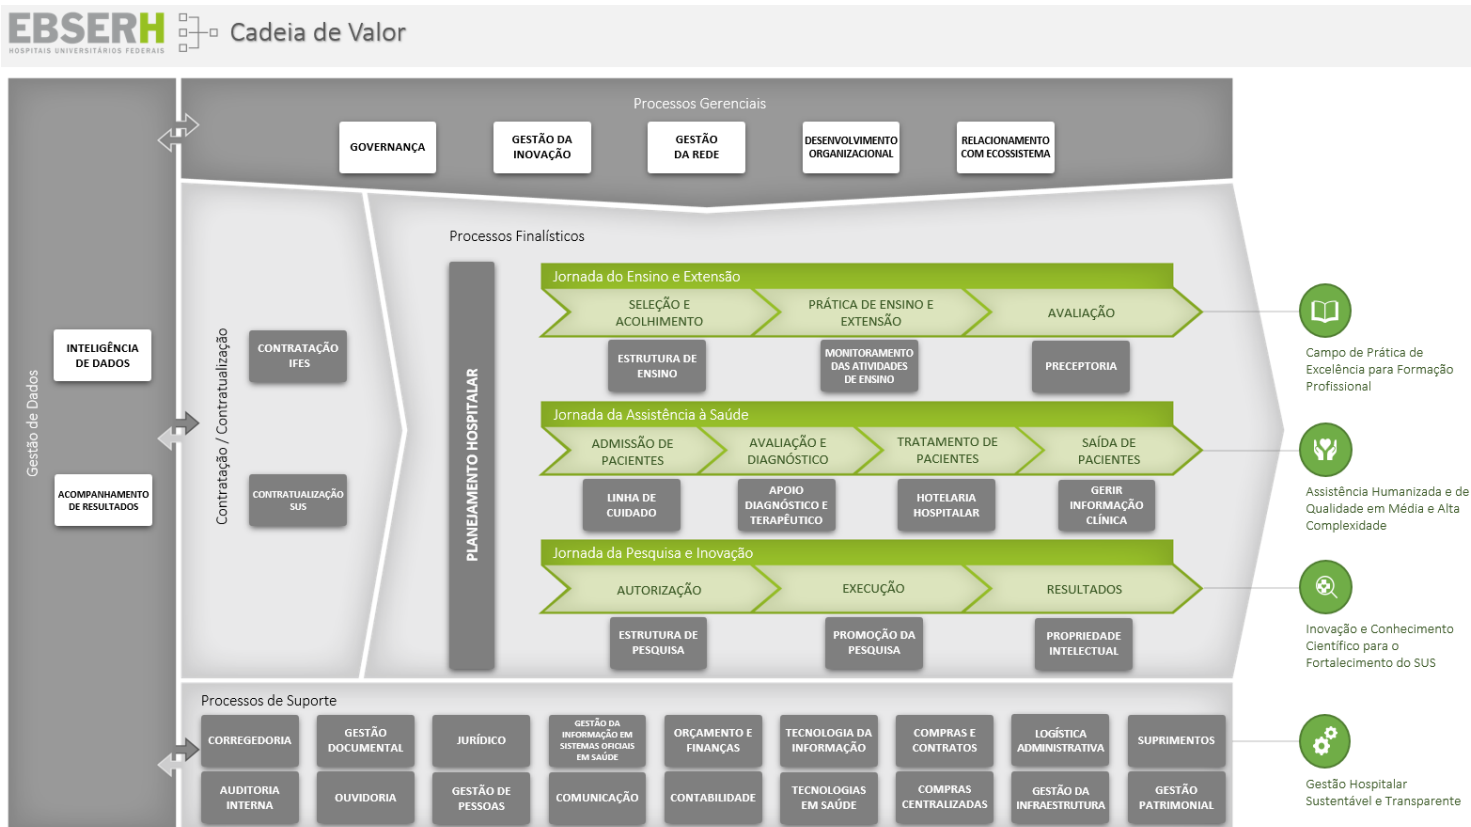 EBSERH
HOSPITAIS UNIVERSITÁRIOS FEDERAIS
Cadeia de Valor
Gestão de Dados
INTELIGÊNCIA
DE DADOS
ACOMPANHAMENTO
DE RESULTADOS
Processos Gerenciais
GOVERNANÇA
GESTÃO DA
INOVAÇÃO
GESTÃO
DA REDE
DESENVOLVIMENTO
ORGANIZACIONAL
RELACIONAMENTO
COM ECOSSISTEMA
Contratação / Contratualização
CONTRATAÇÃO
IFES
CONTRATUALIZAÇÃO
SUS
Processos Finalísticos
PLANEJAMENTO HOSPITALAR
Jornada do Ensino e Extensão
SELEÇÃO E
ACOLHIMENTO
PRÁTICA DE ENSINO E
EXTENSÃO
AVALIAÇÃO
ESTRUTURA DE
ENSINO
MONITORAMENTO
DAS ATIVIDADES
DE ENSINO
PRECEPTORIA
Jornada da Assistência à Saúde
ADMISSÃO DE
PACIENTES
AVALIAÇÃO E
DIAGNÓSTICO
TRATAMENTO DE
PACIENTES
SAÍDA DE
PACIENTES
LINHA DE
CUIDADO
APOIO
DIAGNÓSTICO E
TERAPÊUTICO
HOTELARIA
HOSPITALAR
GERIR
INFORMAÇÃO
CLÍNICA
Jornada da Pesquisa e Inovação
AUTORIZAÇÃO
EXECUÇÃO
RESULTADOS
ESTRUTURA DE
PESQUISA
PROMOÇÃO DA
PESQUISA
PROPRIEDADE
INTELECTUAL
Campo de Prática de
Excelência para Formação
Profissional
Assistência Humanizada e de
Qualidade em Média e Alta
Complexidade
Inovação e Conhecimento
Científico para o
Fortalecimento do SUS
Processos de Suporte
CORREGEDORIA
GESTÃO
DOCUMENTAL
JURÍDICO
GESTÃO DA
INFORMAÇÃO EM
SISTEMAS OFICIAIS
EM SAÚDE
ORÇAMENTO E
FINANÇAS
TECNOLOGIA DA
INFORMAÇÃO
COMPRAS E
CONTRATOS
LOGÍSTICA
ADMINISTRATIVA
SUPRIMENTOS
AUDITORIA
INTERNA
OUVIDORIA
GESTÃO DE
PESSOAS
COMUNICAÇÃO
CONTABILIDADE
TECNOLOGIAS
EM SAÚDE
COMPRAS
CENTRALIZADAS
GESTÃO DA
INFRAESTRUTURA
GESTÃO
PATRIMONIAL
Gestão Hospitalar
Sustentável e Transparente